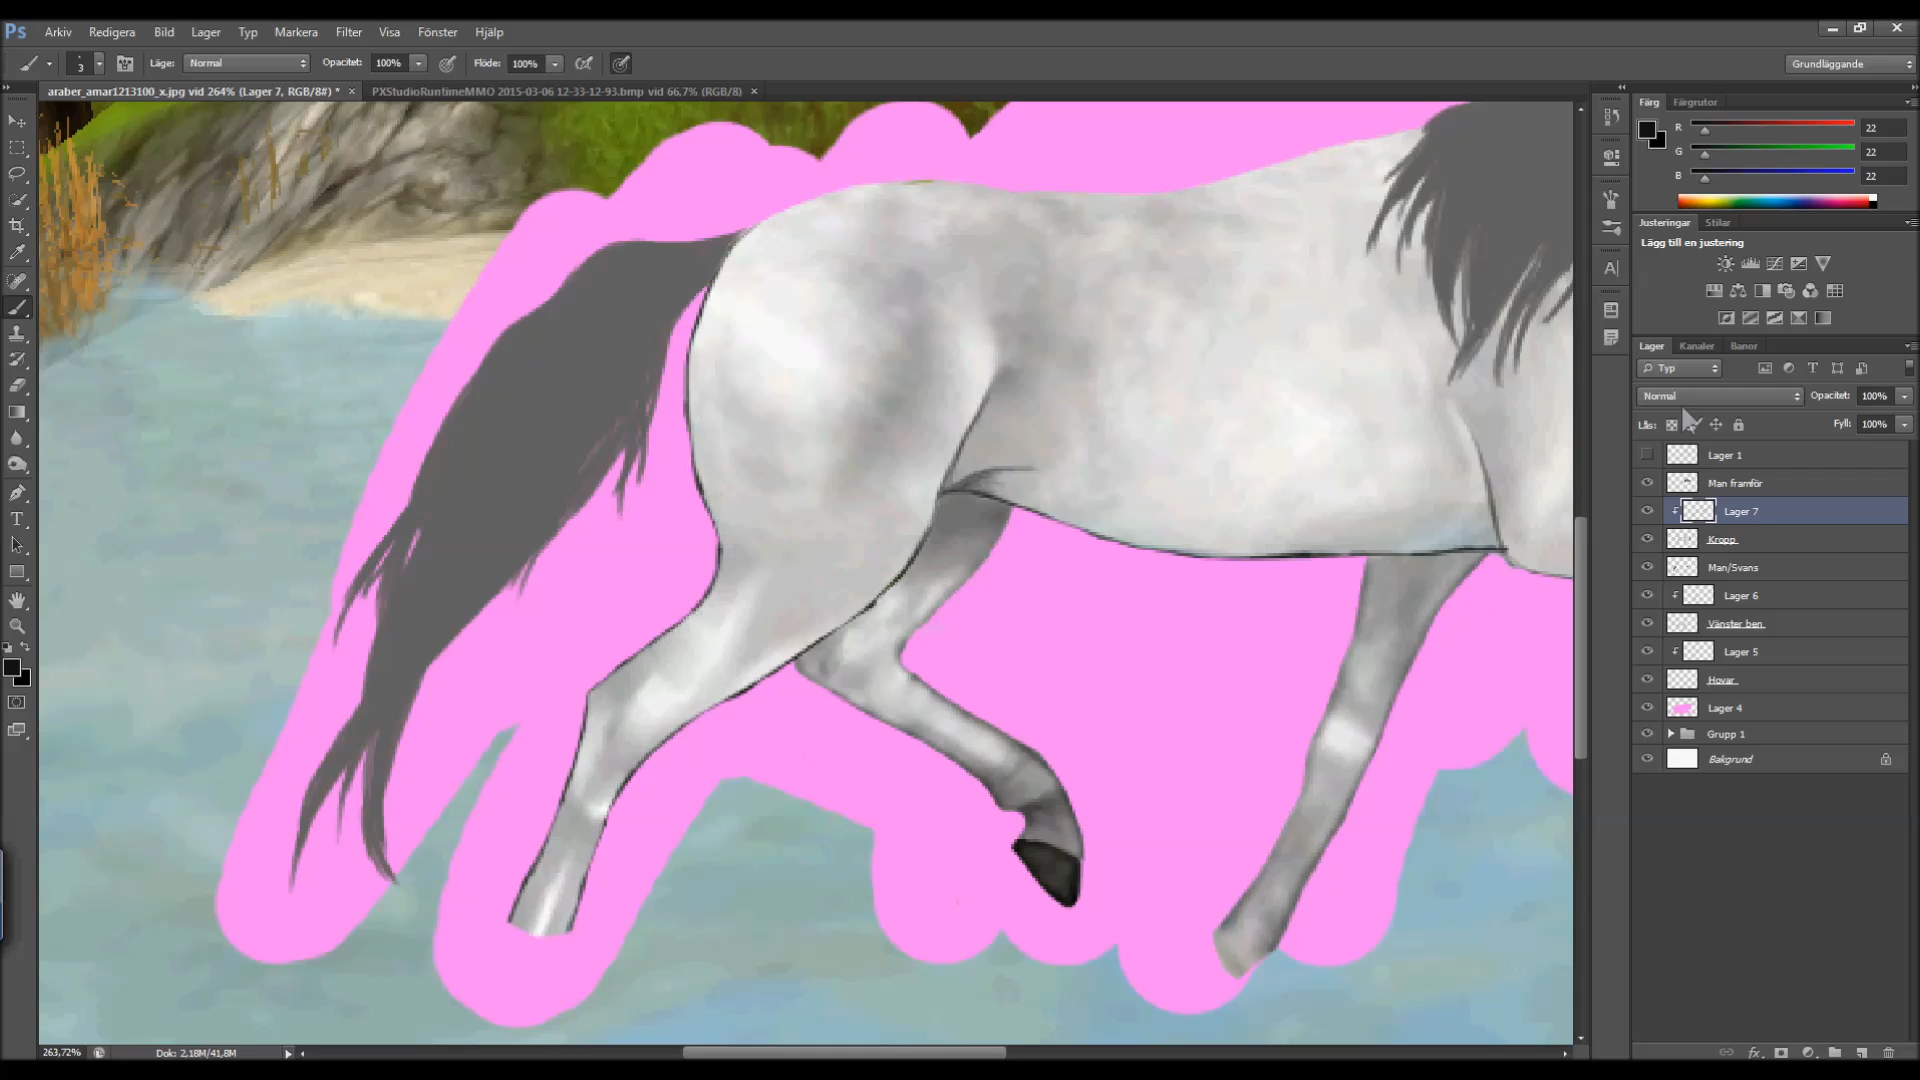 Ps Arkiv Redigera Bild Lager Typ Markera Filter Visa Fönster Hjälp
3 Läge: Normal Opacitet: 100% Flöde: 100% Grundläggande
araber_amar1213100_x.jpg vid 264% (Lager 7, RGB/8#) * × PXStudioRuntimeMMO 2015-03-06 12-33-12-93.bmp vid 66,7% (RGB/8) ×
Färg Färgrutor
R 22
G 22
B 22
Justeringar Stilar
Lägg till en justering
Lager Kanaler Banor
Typ
Normal Opacitet: 100%
Lås: Fyll: 100%
Lager 1
Man framför
Lager 7
Kropp
Man/Svans
Lager 6
Vänster ben
Lager 5
Hovar
Lager 4
Grupp 1
Bakgrund
263,72% Dok: 2,18M/41,8M
fx